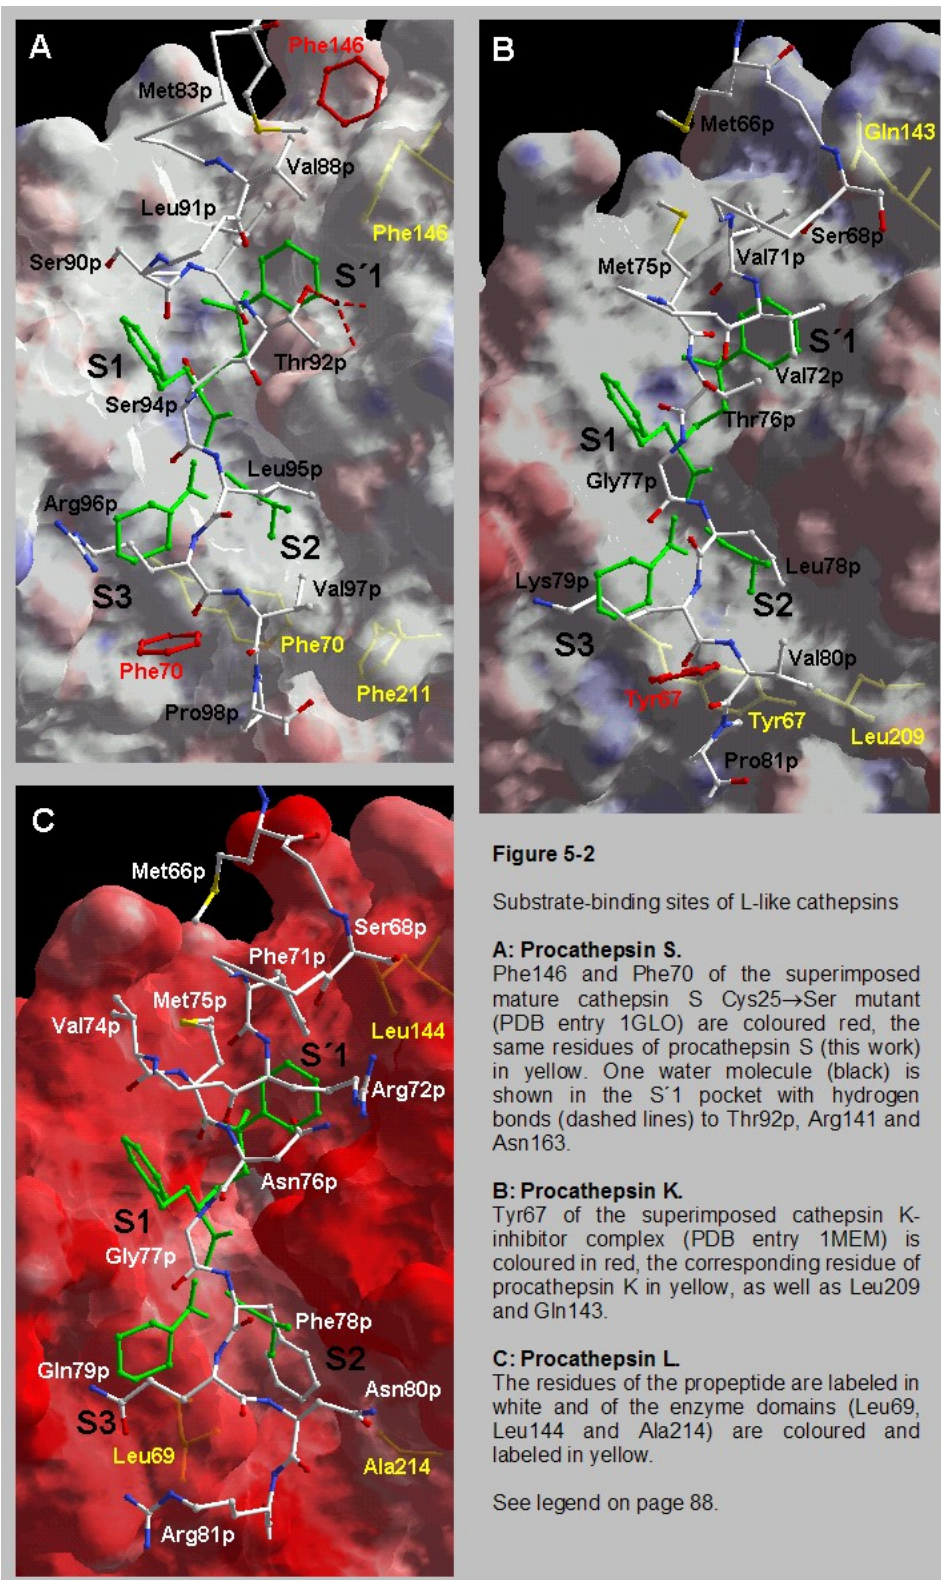 A
Phe146
Met83p
Val88p
Leu91p
Phe146
Ser90p
S´1
S1
Thr92p
Ser94p
Leu95p
Arg96p
S2
S3
Val97p
Phe70
Phe70
Phe211
Pro98p
B
Met66p
Gln143
Ser68p
Val71p
Met75p
S´1
Val72p
Thr76p
S1
Gly77p
Leu78p
Lys79p
S2
S3
Val80p
Tyr67
Tyr67
Leu209
Pro81p
C
Met66p
Ser68p
Phe71p
Met75p
Val74p
Leu144
S´1
Arg72p
Asn76p
S1
Gly77p
Phe78p
S2
Gln79p
Asn80p
S3
Leu69
Ala214
Arg81p
Figure 5-2
Substrate-binding sites of L-like cathepsins
A: Procathepsin S.
Phe146 and Phe70 of the superimposed
mature cathepsin S Cys25→Ser mutant
(PDB entry 1GLO) are coloured red, the
same residues of procathepsin S (this work)
in yellow. One water molecule (black) is
shown in the S´1 pocket with hydrogen
bonds (dashed lines) to Thr92p, Arg141 and
Asn163.
B: Procathepsin K.
Tyr67 of the superimposed cathepsin K-
inhibitor complex (PDB entry 1MEM) is
coloured in red, the corresponding residue of
procathepsin K in yellow, as well as Leu209
and Gln143.
C: Procathepsin L.
The residues of the propeptide are labeled in
white and of the enzyme domains (Leu69,
Leu144 and Ala214) are coloured and
labeled in yellow.
See legend on page 88.